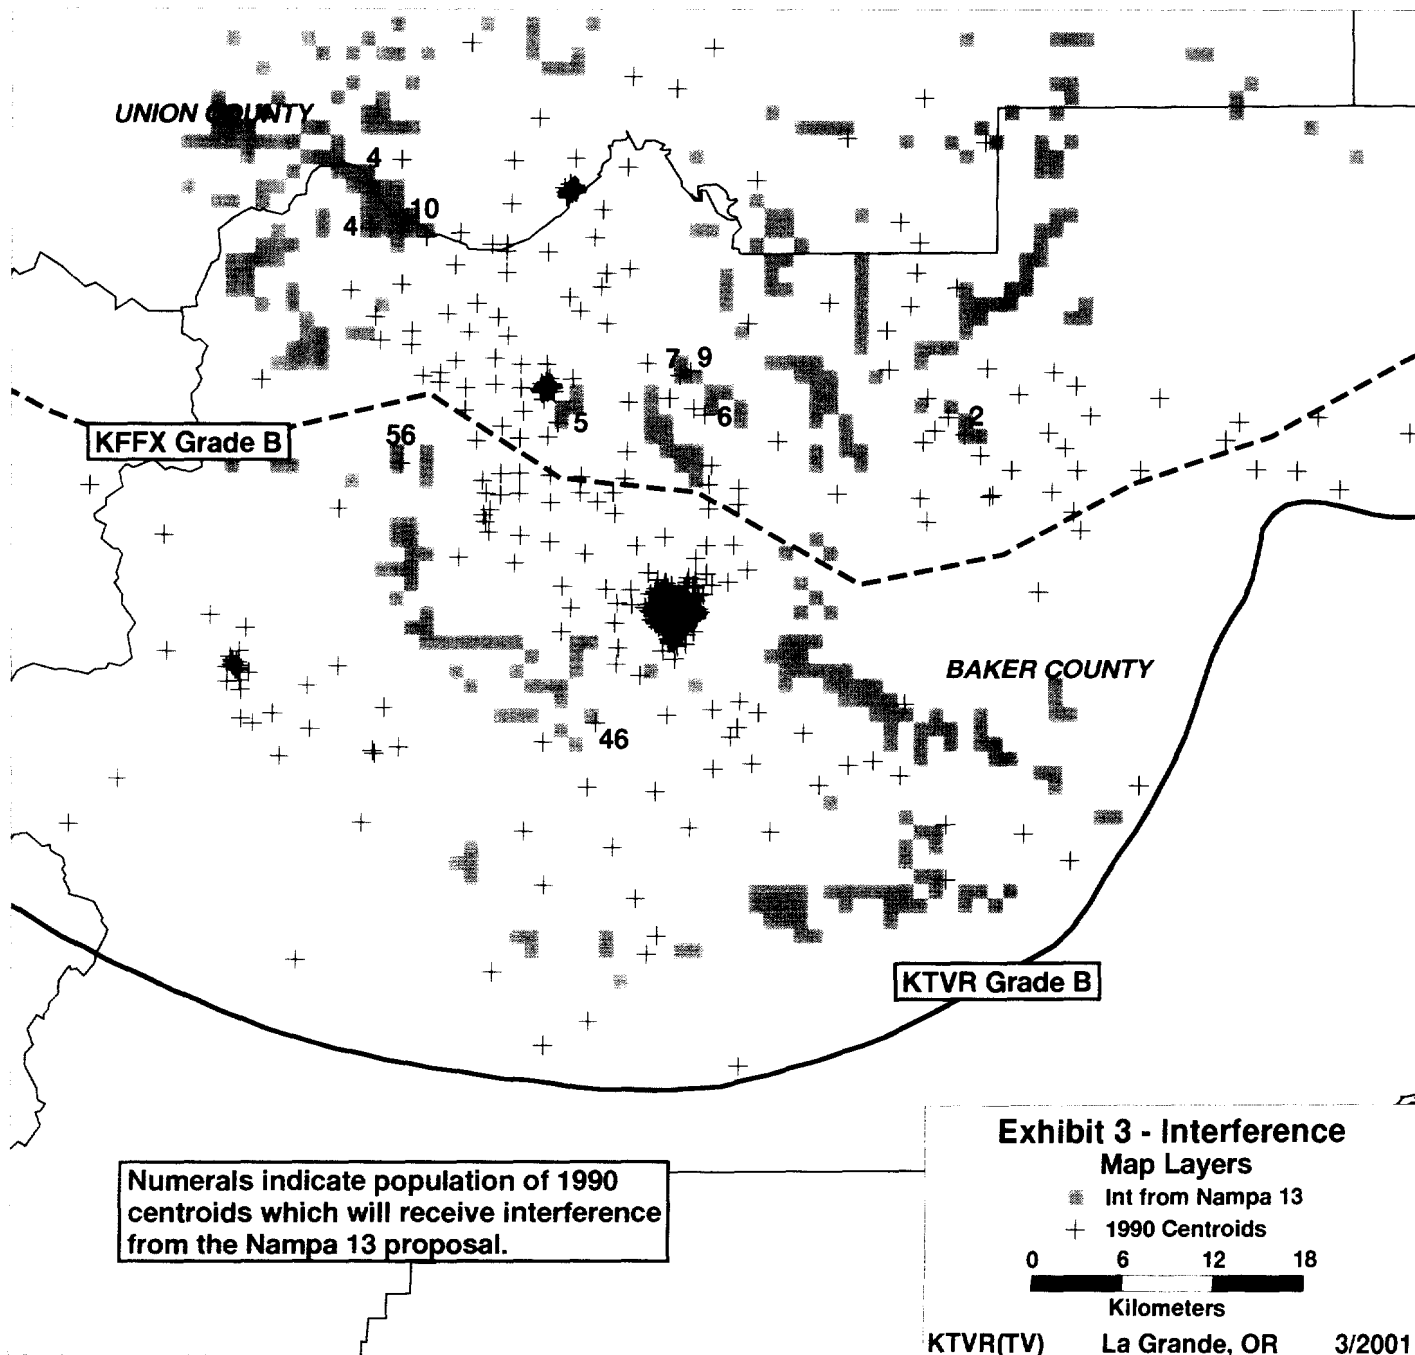 UNION COUNTY
4
10
4
7 9
6
5
2
KFFX Grade B
56
BAKER COUNTY
46
KTVR Grade B
Numerals indicate population of 1990
centroids which will receive interference
from the Nampa 13 proposal.
Exhibit 3 - Interference
Map Layers
Int from Nampa 13
1990 Centroids
0 6 12 18
Kilometers
KTVR(TV) La Grande, OR 3/2001